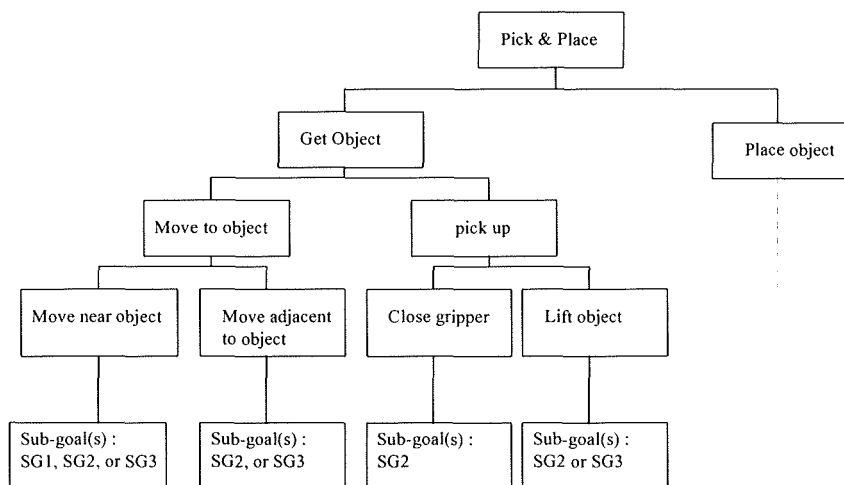 Pick & Place
Get Object
Place object
Move to object
pick up
Move near object
Move adjacent
to object
Close gripper
Lift object
Sub-goal(s) :
SG1, SG2, or SG3
Sub-goal(s) :
SG2, or SG3
Sub-goal(s) :
SG2
Sub-goal(s) :
SG2 or SG3